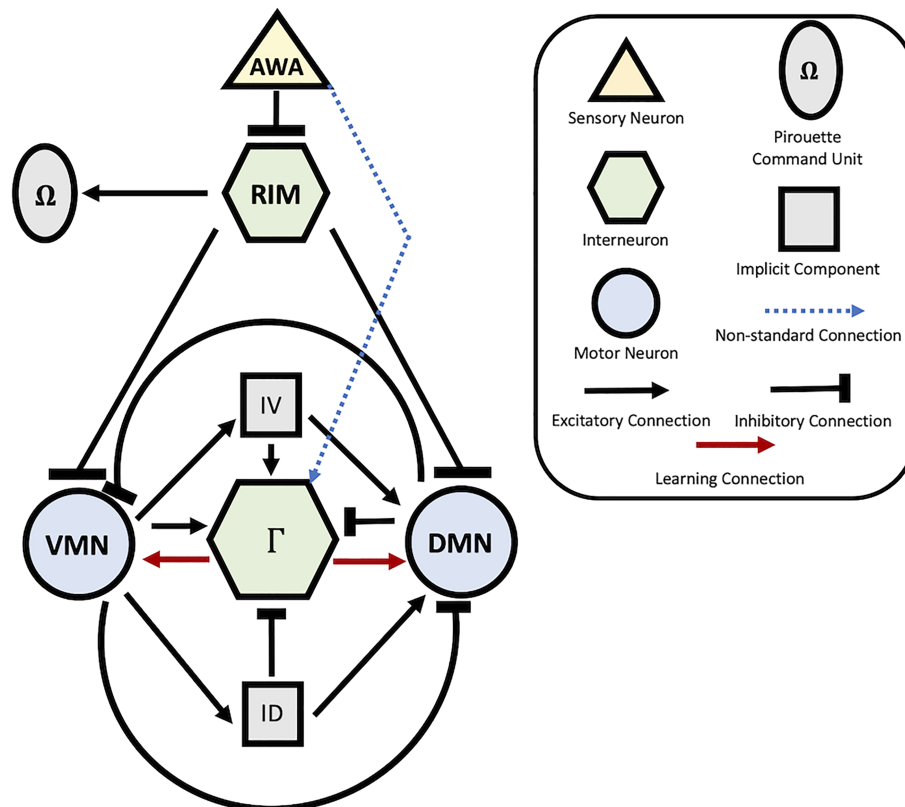 AWA
Ω
RIM
IV
VMN
Γ
DMN
ID
Sensory Neuron
Ω
Pirouette
Command Unit
Interneuron
Implicit Component
Motor Neuron
Non-standard Connection
Excitatory Connection
Inhibitory Connection
Learning Connection